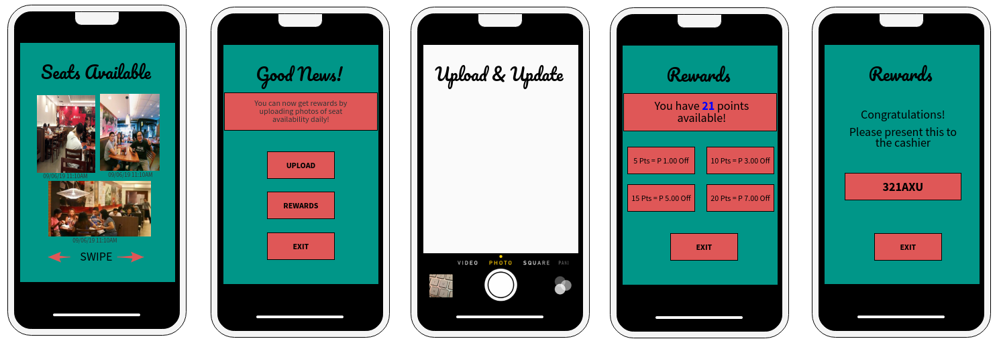 Seats Available
09/06/19 11:10AM
09/06/19 11:10AM
09/06/19 11:10AM
SWIPE
Good News!
You can now get rewards by
uploading photos of seat
availability daily!
UPLOAD
REWARDS
EXIT
Upload & Update
VIDEO PHOTO SQUARE PANO
Rewards
You have 21 points
available!
5 Pts = P 1.00 Off
10 Pts = P 3.00 Off
15 Pts = P 5.00 Off
20 Pts = P 7.00 Off
EXIT
Rewards
Congratulations!
Please present this to
the cashier
321AXU
EXIT